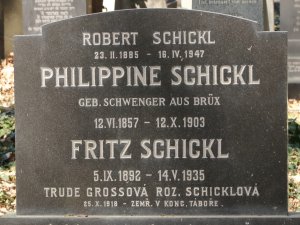 ROBERT SCHICKL
23. II. 1885 - 16. IV. 1947
PHILIPPINE SCHICKL
GEB. SCHWENGER AUS BRÜX
12. VI. 1857 - 12. X. 1903
FRITZ SCHICKL
5. IX. 1892 - 14. V. 1935
TRUDE GROSSOVÁ ROZ. SCHICKLOVÁ
25. X. 1918 - ZEMŘ. V KONC. TÁBOŘE.